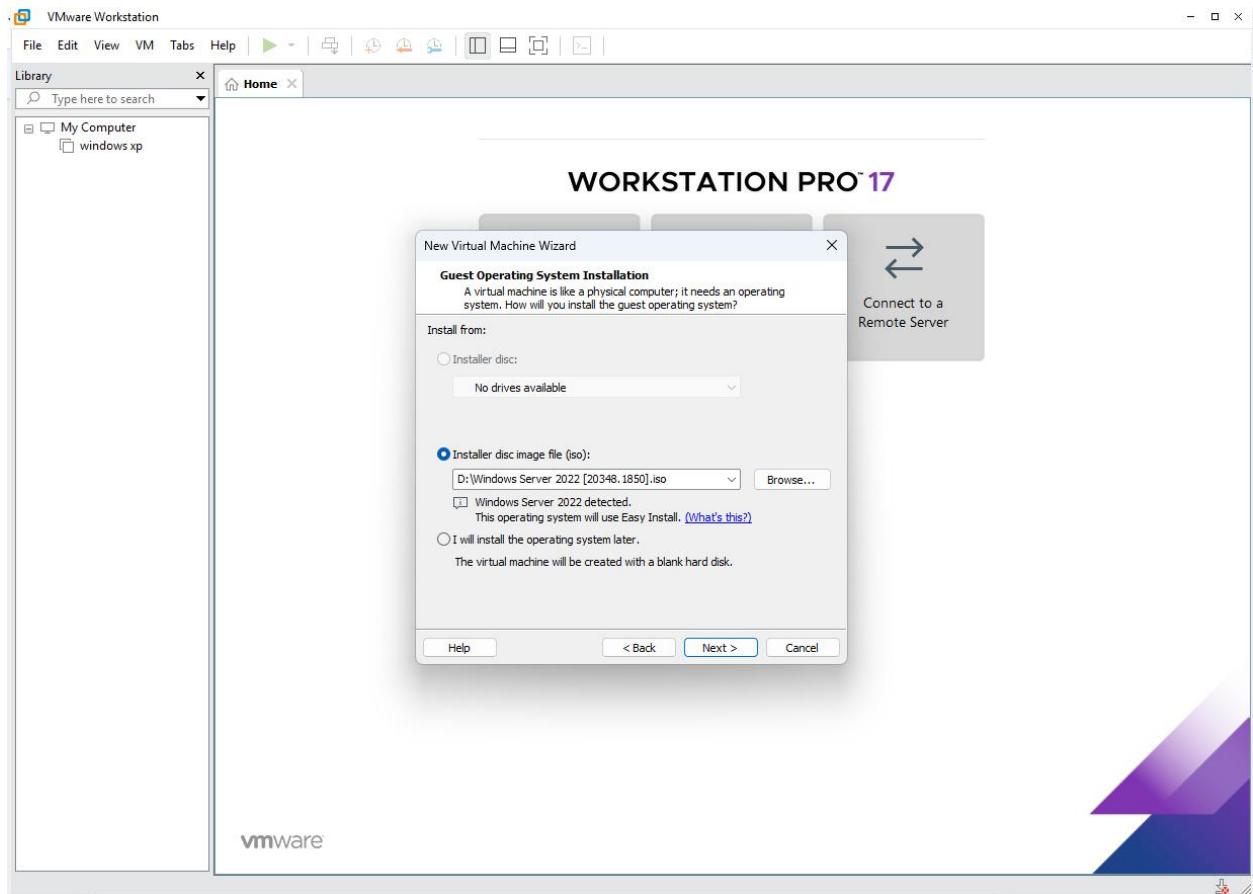 VMware Workstation
File Edit View VM Tabs Help
Library
Type here to search
My Computer
windows xp
Home
WORKSTATION PRO™ 17
Connect to a
Remote Server
New Virtual Machine Wizard
Guest Operating System Installation
A virtual machine is like a physical computer; it needs an operating
system. How will you install the guest operating system?
Install from:
Installer disc:
No drives available
Installer disc image file (iso):
D:\Windows Server 2022 [20348.1850].iso
Browse...
Windows Server 2022 detected.
This operating system will use Easy Install. (What's this?)
I will install the operating system later.
The virtual machine will be created with a blank hard disk.
Help
< Back
Next >
Cancel
vmware